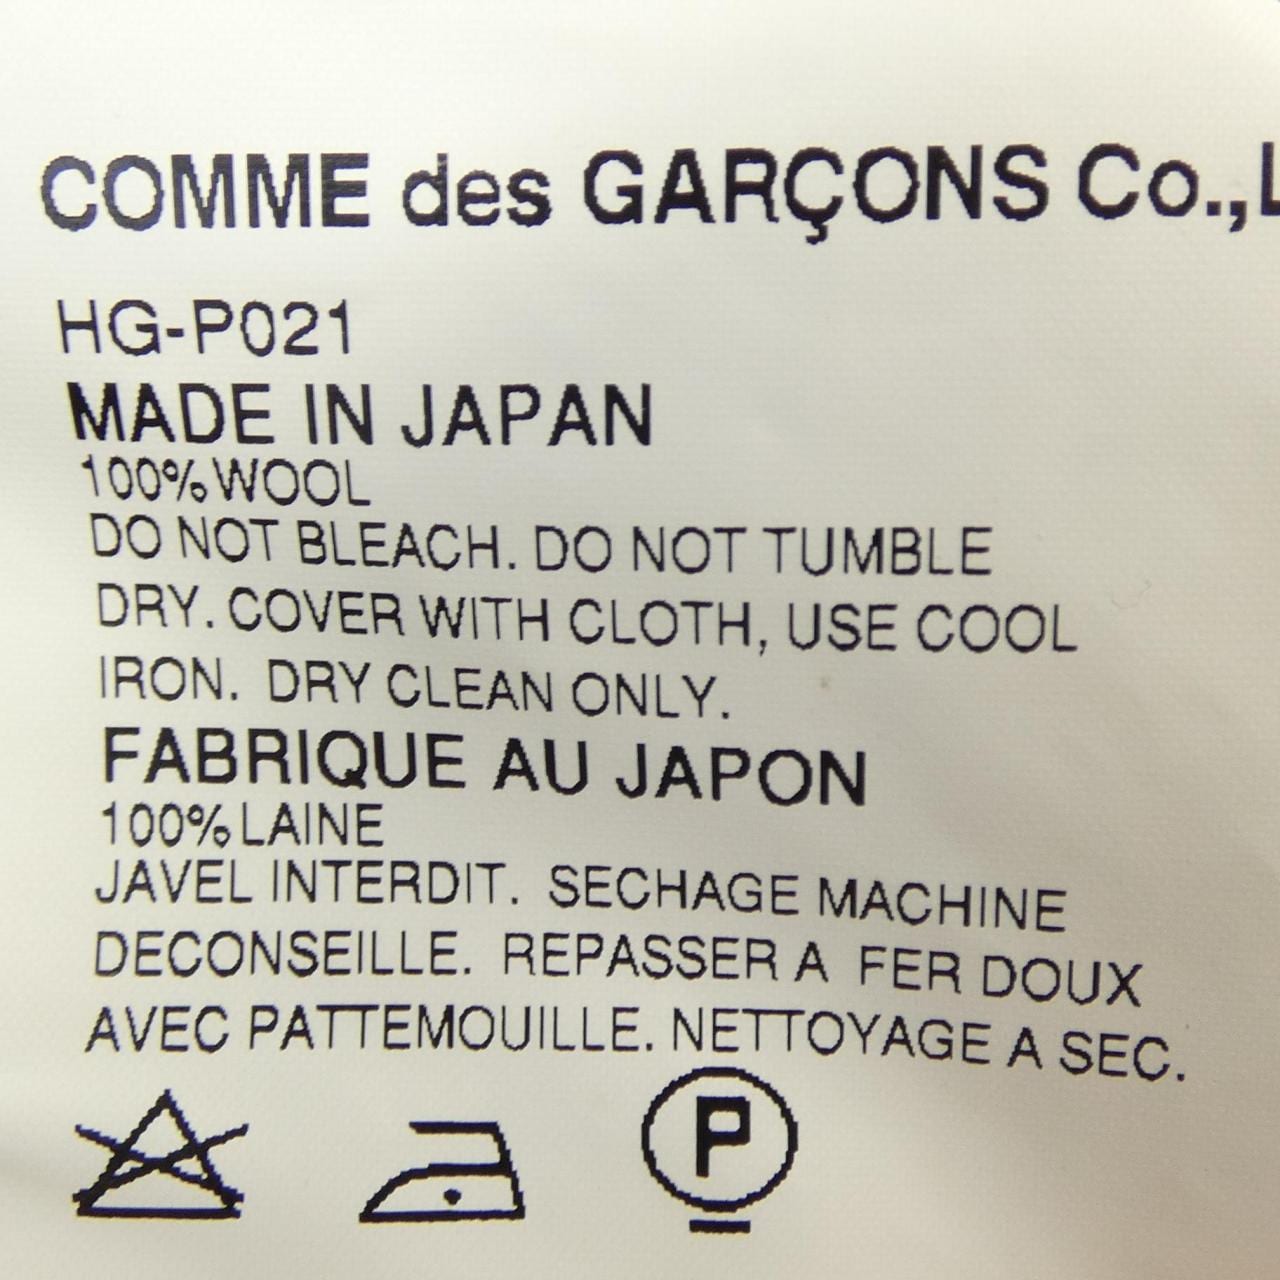 COMME des GARÇONS Co.,L
HG-P021
MADE IN JAPAN
100%WOOL
DO NOT BLEACH. DO NOT TUMBLE
DRY. COVER WITH CLOTH, USE COOL
IRON. DRY CLEAN ONLY.
FABRIQUE AU JAPON
100%LAINE
JAVEL INTERDIT. SECHAGE MACHINE
DECONSEILLE. REPASSER A FER DOUX
AVEC PATTEMOUILLE. NETTOYAGE A SEC.
P